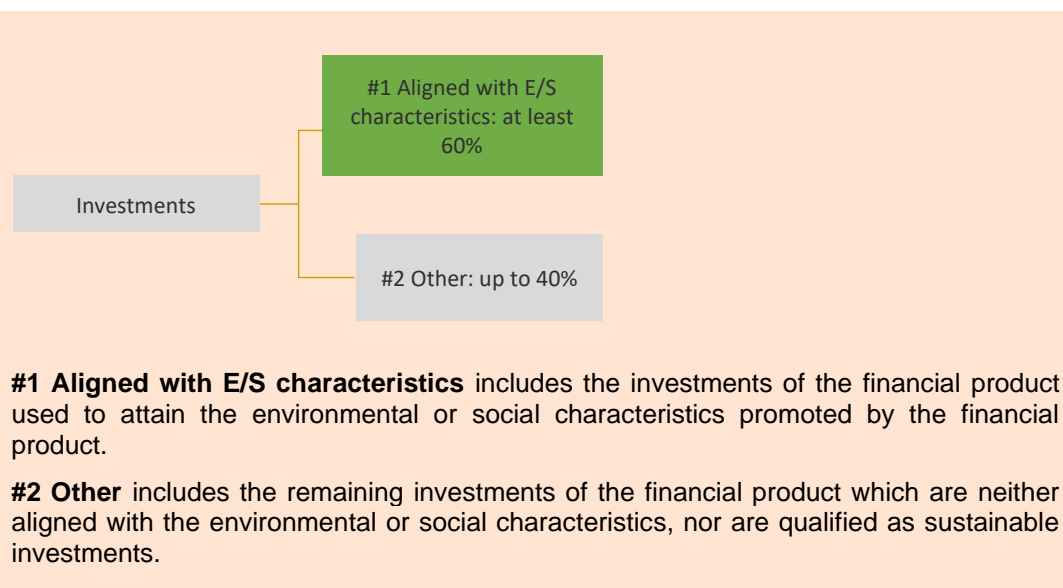 #1 Aligned with E/S
characteristics: at least
60%
Investments
#2 Other: up to 40%
#1 Aligned with E/S characteristics includes the investments of the financial product
used to attain the environmental or social characteristics promoted by the financial
product.
#2 Other includes the remaining investments of the financial product which are neither
aligned with the environmental or social characteristics, nor are qualified as sustainable
investments.